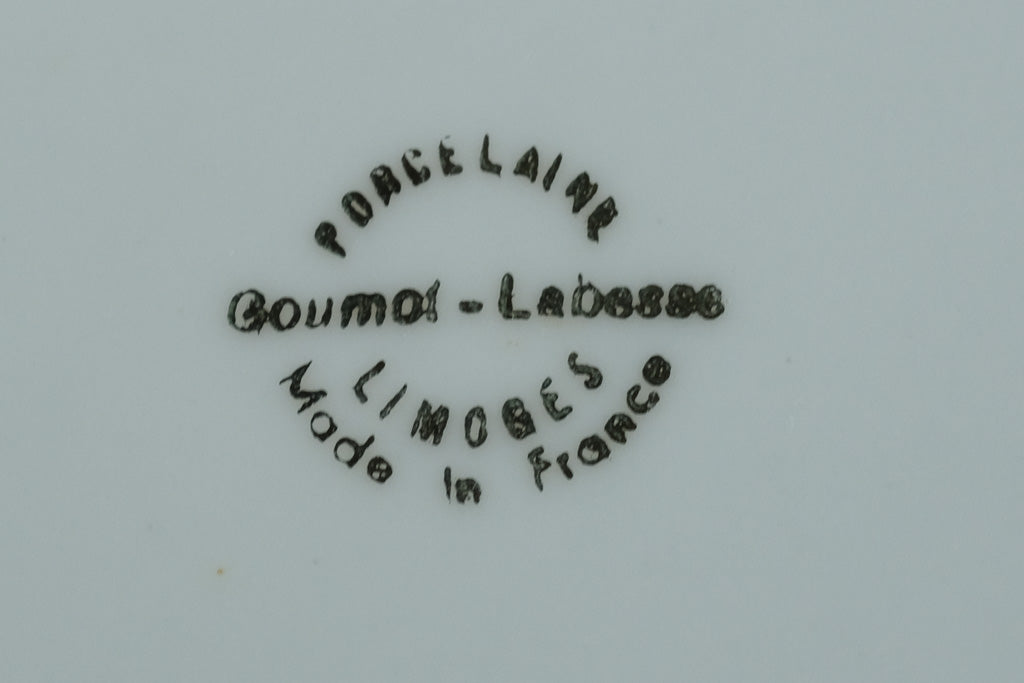 PORCELAINE
Goumot - Labesse
LIMOGES
Made In France